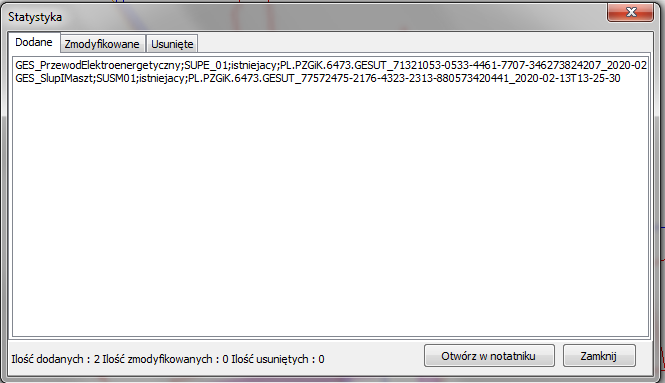 Statystyka
Dodane Zmodyfikowane Usunięte
GES_PrzewodElektroenergetyczny;SUPE_01;istniejacy;PL.PZGiK.6473.GESUT_71321053-0533-4461-7707-346273824207_2020-02
GES_SlupIMaszt;SUSM01;istniejacy;PL.PZGiK.6473.GESUT_77572475-2176-4323-2313-880573420441_2020-02-13T13-25-30
Ilość dodanych : 2 Ilość zmodyfikowanych : 0 Ilość usuniętych : 0
Otwórz w notatniku Zamknij